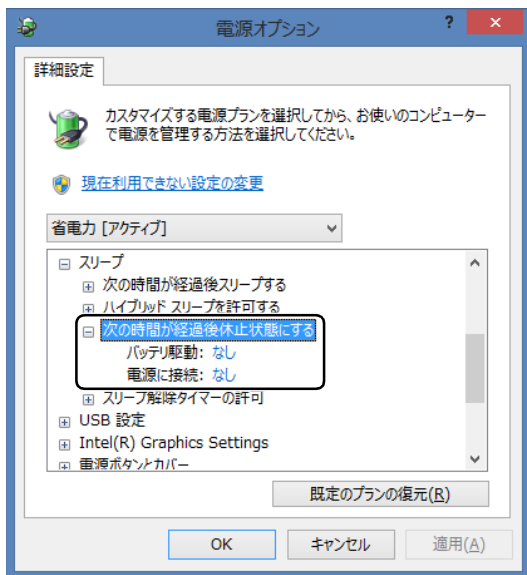 電源オプション
?
×
詳細設定
カスタマイズする電源プランを選択してから、お使いのコンピューター
で電源を管理する方法を選択してください。
現在利用できない設定の変更
省電力 [アクティブ]
スリープ
次の時間が経過後スリープする
ハイブリッド スリープを許可する
次の時間が経過後休止状態にする
バッテリ駆動: なし
電源に接続: なし
スリープ解除タイマーの許可
USB 設定
Intel(R) Graphics Settings
電源ボタンとカバー
既定のプランの復元(R)
OK
キャンセル
適用(A)